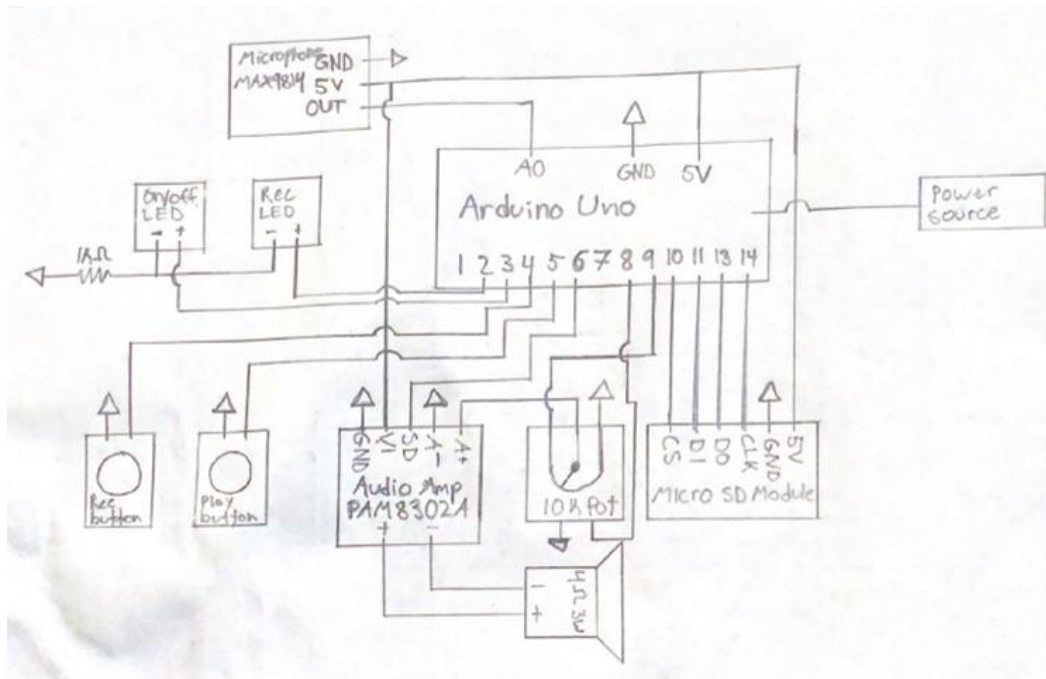 Microphone GND
MAX9814 5V
OUT
A0 GND 5V
Arduino Uno
1 2 3 4 5 6 7 8 9 10 11 13 14
Power
source
On/off
LED
- +
Rec
LED
- +
1kΩ
Rec
button
Play
button
GND VI SD A- A+
Audio Amp
PAM8302A
+ -
10k Pot
CS DI DO CLK GND 5V
Micro SD Module
4Ω 3W
-
+